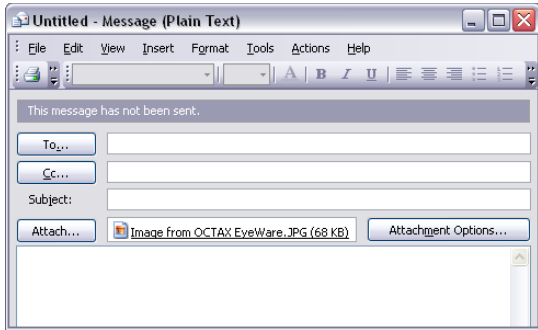 Untitled - Message (Plain Text)
File Edit View Insert Format Tools Actions Help
A B I U
This message has not been sent.
To...
Cc...
Subject:
Attach... Image from OCTAX EyeWare.JPG (68 KB) Attachment Options...